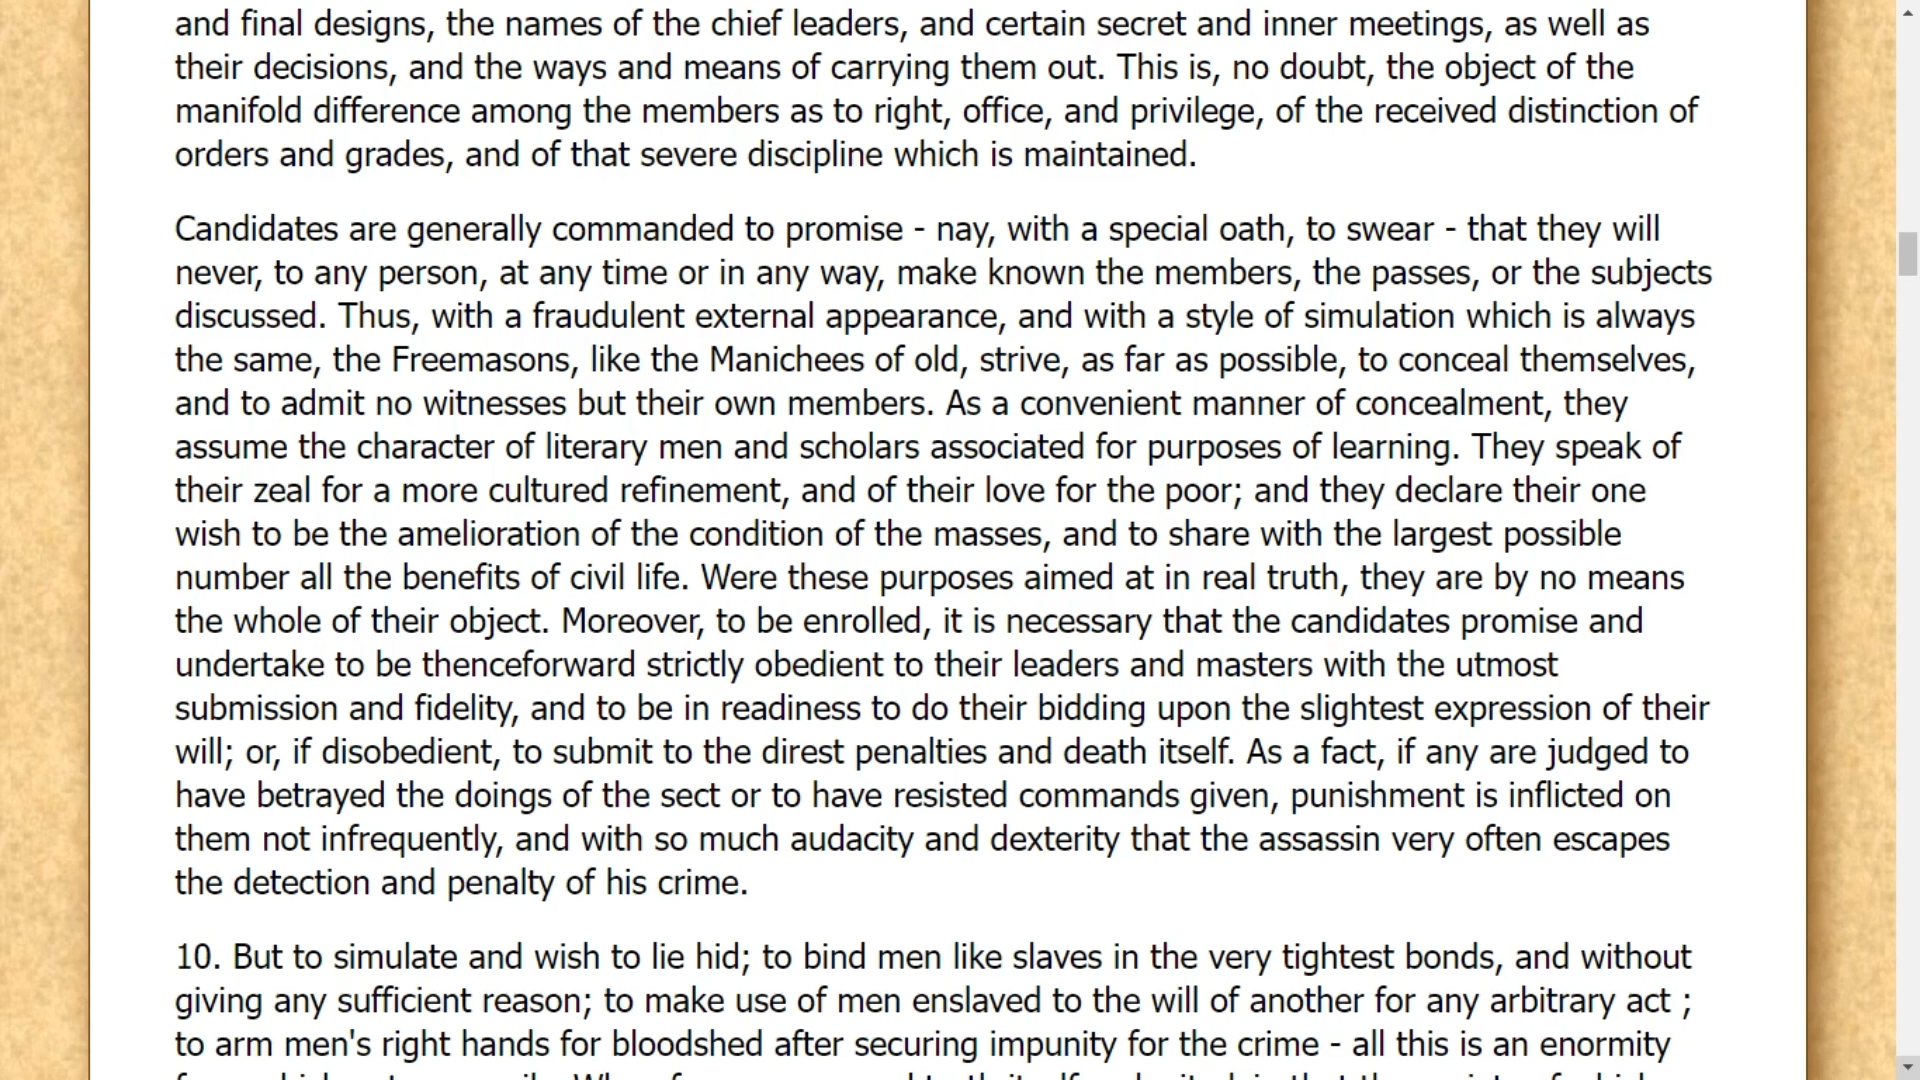 and final designs, the names of the chief leaders, and certain secret and inner meetings, as well as
their decisions, and the ways and means of carrying them out. This is, no doubt, the object of the
manifold difference among the members as to right, office, and privilege, of the received distinction of
orders and grades, and of that severe discipline which is maintained.
Candidates are generally commanded to promise - nay, with a special oath, to swear - that they will
never, to any person, at any time or in any way, make known the members, the passes, or the subjects
discussed. Thus, with a fraudulent external appearance, and with a style of simulation which is always
the same, the Freemasons, like the Manichees of old, strive, as far as possible, to conceal themselves,
and to admit no witnesses but their own members. As a convenient manner of concealment, they
assume the character of literary men and scholars associated for purposes of learning. They speak of
their zeal for a more cultured refinement, and of their love for the poor; and they declare their one
wish to be the amelioration of the condition of the masses, and to share with the largest possible
number all the benefits of civil life. Were these purposes aimed at in real truth, they are by no means
the whole of their object. Moreover, to be enrolled, it is necessary that the candidates promise and
undertake to be thenceforward strictly obedient to their leaders and masters with the utmost
submission and fidelity, and to be in readiness to do their bidding upon the slightest expression of their
will; or, if disobedient, to submit to the direst penalties and death itself. As a fact, if any are judged to
have betrayed the doings of the sect or to have resisted commands given, punishment is inflicted on
them not infrequently, and with so much audacity and dexterity that the assassin very often escapes
the detection and penalty of his crime.
10. But to simulate and wish to lie hid; to bind men like slaves in the very tightest bonds, and without
giving any sufficient reason; to make use of men enslaved to the will of another for any arbitrary act ;
to arm men's right hands for bloodshed after securing impunity for the crime - all this is an enormity